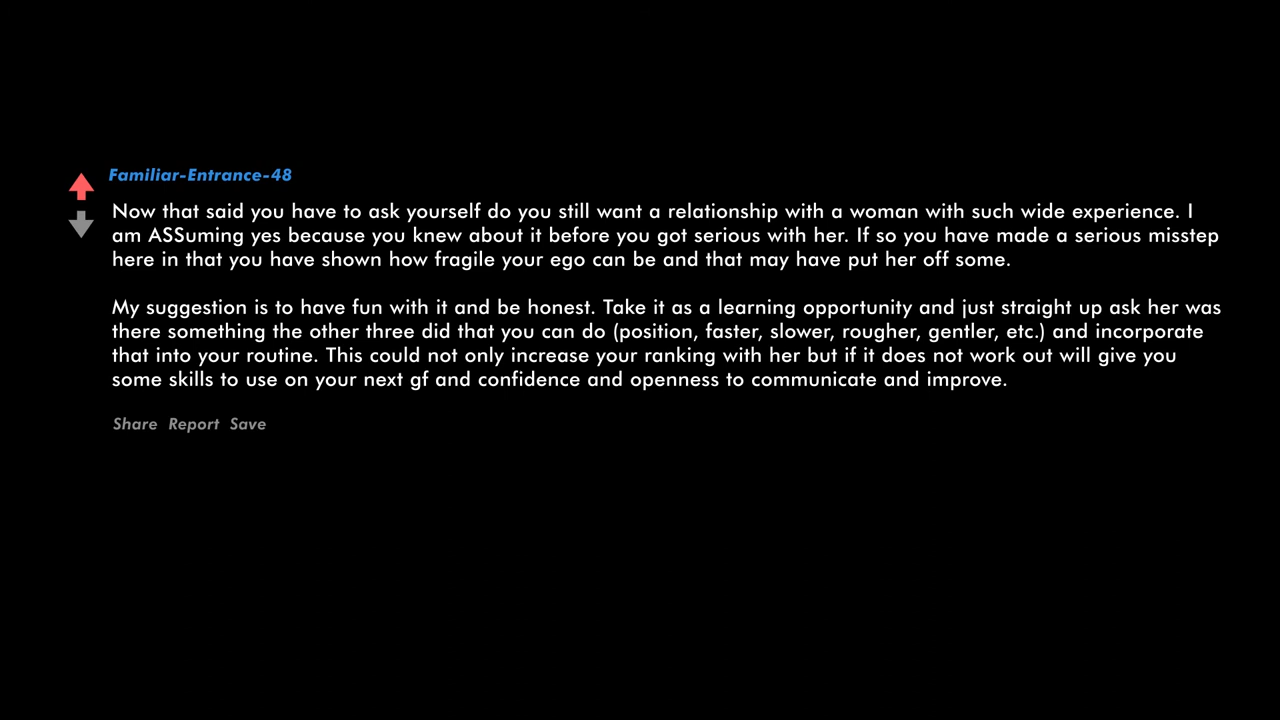 Familiar-Entrance-48
Now that said you have to ask yourself do you still want a relationship with a woman with such wide experience. I
am ASSuming yes because you knew about it before you got serious with her. If so you have made a serious misstep
here in that you have shown how fragile your ego can be and that may have put her off some.
My suggestion is to have fun with it and be honest. Take it as a learning opportunity and just straight up ask her was
there something the other three did that you can do (position, faster, slower, rougher, gentler, etc.) and incorporate
that into your routine. This could not only increase your ranking with her but if it does not work out will give you
some skills to use on your next gf and confidence and openness to communicate and improve.
Share Report Save